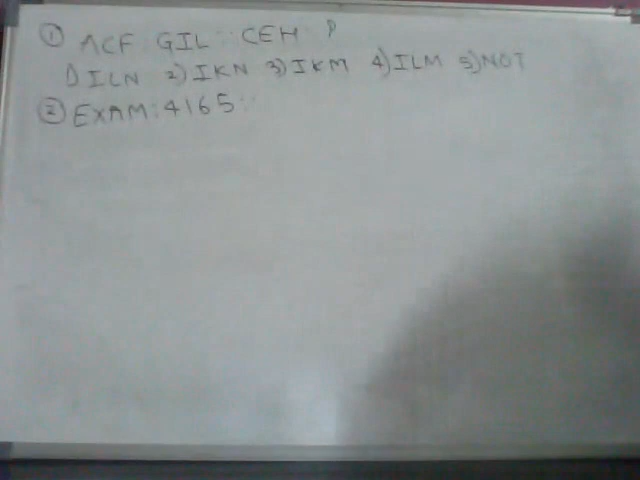 ① ACF : GIL :: CEH : ?
1) ILN 2) IKN 3) IKM 4) ILM 5) NOT
② EXAM : 4165 ::